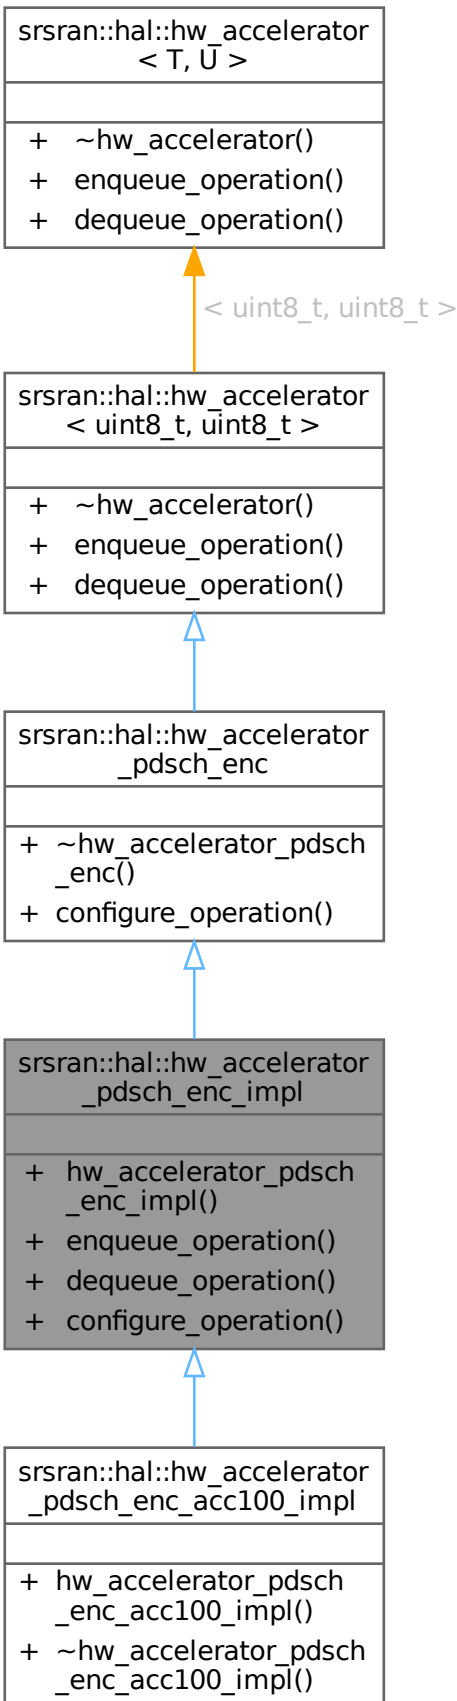 srsran::hal::hw_accelerator
< T, U >
+ ~hw_accelerator()
+ enqueue_operation()
+ dequeue_operation()
< uint8_t, uint8_t >
srsran::hal::hw_accelerator
< uint8_t, uint8_t >
+ ~hw_accelerator()
+ enqueue_operation()
+ dequeue_operation()
srsran::hal::hw_accelerator
_pdsch_enc
+ ~hw_accelerator_pdsch
_enc()
+ configure_operation()
srsran::hal::hw_accelerator
_pdsch_enc_impl
+ hw_accelerator_pdsch
_enc_impl()
+ enqueue_operation()
+ dequeue_operation()
+ configure_operation()
srsran::hal::hw_accelerator
_pdsch_enc_acc100_impl
+ hw_accelerator_pdsch
_enc_acc100_impl()
+ ~hw_accelerator_pdsch
_enc_acc100_impl()